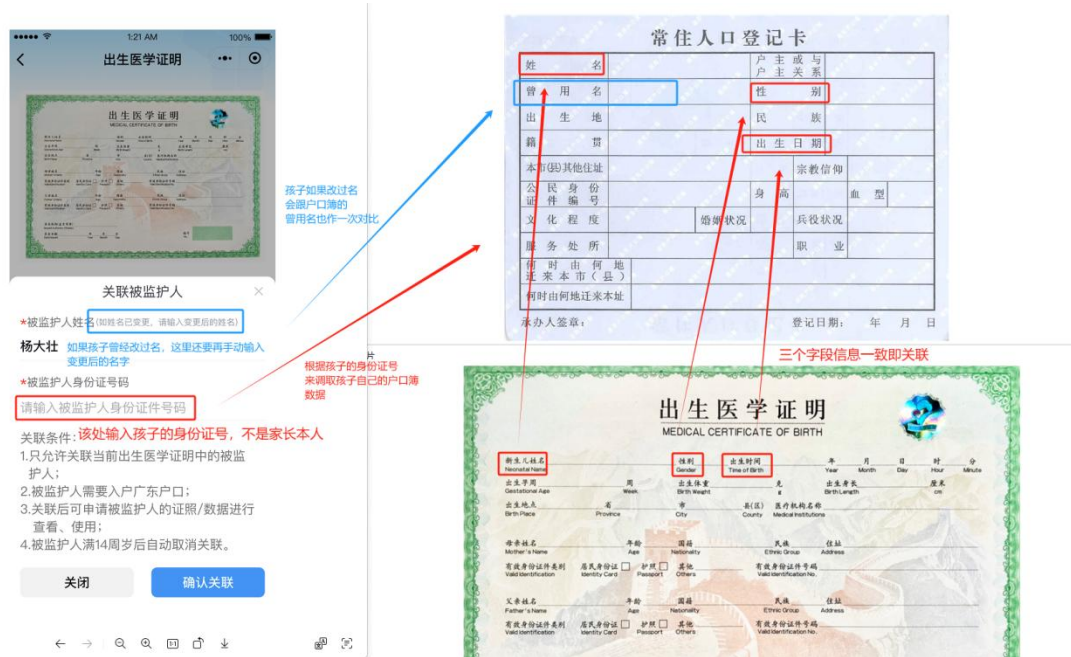 1:21 AM
100%
出生医学证明
出生医学证明
MEDICAL CERTIFICATE OF BIRTH
孩子如果改过名
会跟户口簿的
曾用名也作一次对比
关联被监护人
*被监护人姓名(如姓名已变更，请输入变更后的姓名)
杨大壮
如果孩子曾经改过名，这里还要再手动输入
变更后的名字
*被监护人身份证号码
请输入被监护人身份证件号码
关联条件:
该处输入孩子的身份证号，不是家长本人
1.只允许关联当前出生医学证明中的被监
护人；
2.被监护人需要入户广东户口；
3.关联后可申请被监护人的证照/数据进行
查看、使用；
4.被监护人满14周岁后自动取消关联。
关闭
确认关联
片
根据孩子的身份证号
来调取孩子自己的户口簿
数据
常住人口登记卡
姓名
户主或与
户主关系
曾用名
性别
出生地
民族
籍贯
出生日期
本市(县)其他住址
宗教信仰
公民身份
证件编号
身高
血型
文化程度
婚姻状况
兵役状况
服务处所
职业
何时由何地
迁来本市(县)
何时由何地迁来本址
承办人签章：
登记日期： 年 月 日
三个字段信息一致即关联
出生医学证明
MEDICAL CERTIFICATE OF BIRTH
新生儿姓名 性别 出生时间 年 月 日 时 分
Neonatal Name Gender Time of Birth Year Month Day Hour Minute
出生孕周 周 出生体重 克 出生身长 厘米
Gestational Age Week Birth Weight g Birth Length cm
出生地点 省 市 县(区) 医疗机构名称
Birth Place Province City County Medical Institutions
母亲姓名 年龄 国籍 民族 住址
Mother's Name Age Nationality Ethnic Group Address
有效身份证件类别 居民身份证 护照 其他 有效身份证件号码
Valid Identification Identity Card Passport Others Valid Identification No.
父亲姓名 年龄 国籍 民族 住址
Father's Name Age Nationality Ethnic Group Address
有效身份证件类别 居民身份证 护照 其他 有效身份证件号码
Valid Identification Identity Card Passport Others Valid Identification No.